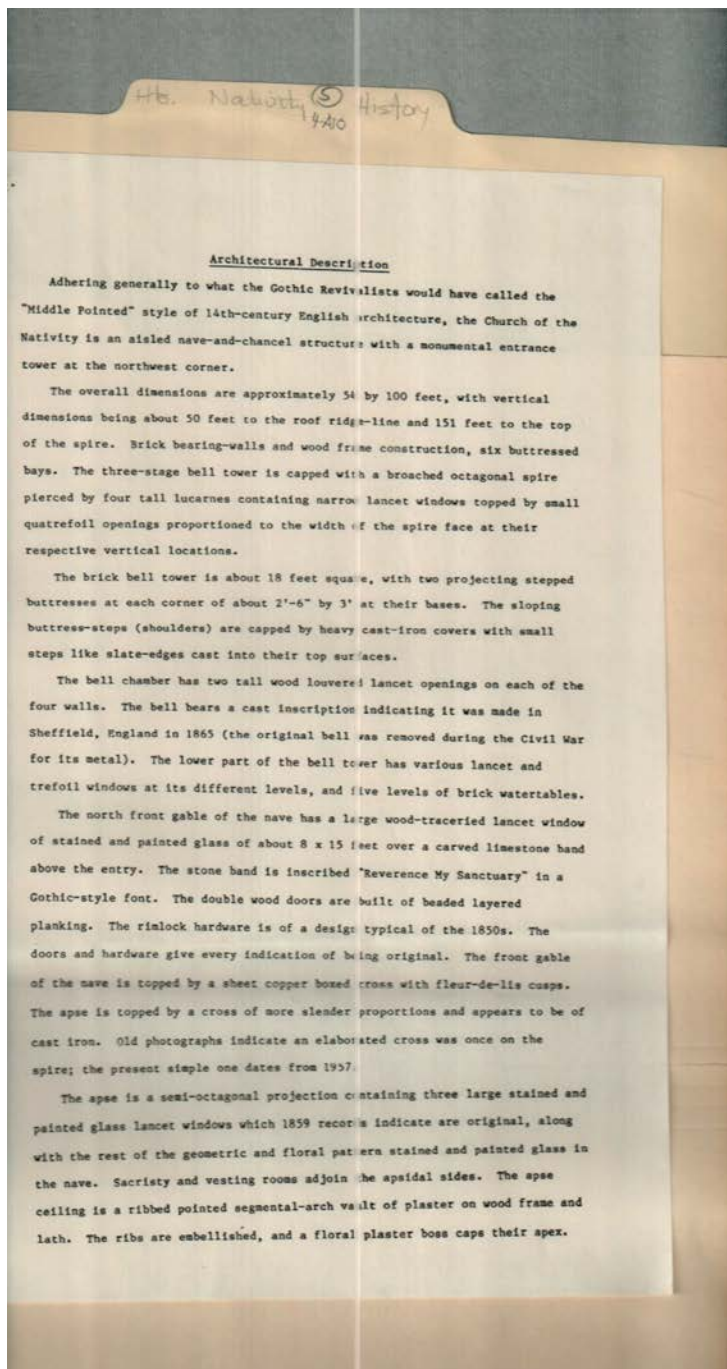 Hb. Nativity ⑤ History
4-A10
Architectural Description
Adhering generally to what the Gothic Revivalists would have called the
"Middle Pointed" style of 14th-century English architecture, the Church of the
Nativity is an aisled nave-and-chancel structure with a monumental entrance
tower at the northwest corner.
The overall dimensions are approximately 54 by 100 feet, with vertical
dimensions being about 50 feet to the roof ridge-line and 151 feet to the top
of the spire. Brick bearing-walls and wood frame construction, six buttressed
bays. The three-stage bell tower is capped with a broached octagonal spire
pierced by four tall lucarnes containing narrow lancet windows topped by small
quatrefoil openings proportioned to the width of the spire face at their
respective vertical locations.
The brick bell tower is about 18 feet square, with two projecting stepped
buttresses at each corner of about 2'-6" by 3' at their bases. The sloping
buttress-steps (shoulders) are capped by heavy cast-iron covers with small
steps like slate-edges cast into their top surfaces.
The bell chamber has two tall wood louvered lancet openings on each of the
four walls. The bell bears a cast inscription indicating it was made in
Sheffield, England in 1865 (the original bell was removed during the Civil War
for its metal). The lower part of the bell tower has various lancet and
trefoil windows at its different levels, and five levels of brick watertables.
The north front gable of the nave has a large wood-traceried lancet window
of stained and painted glass of about 8 x 15 feet over a carved limestone band
above the entry. The stone band is inscribed "Reverence My Sanctuary" in a
Gothic-style font. The double wood doors are built of beaded layered
planking. The rimlock hardware is of a design typical of the 1850s. The
doors and hardware give every indication of being original. The front gable
of the nave is topped by a sheet copper boxed cross with fleur-de-lis cusps.
The apse is topped by a cross of more slender proportions and appears to be of
cast iron. Old photographs indicate an elaborated cross was once on the
spire; the present simple one dates from 1957.
The apse is a semi-octagonal projection containing three large stained and
painted glass lancet windows which 1859 records indicate are original, along
with the rest of the geometric and floral pattern stained and painted glass in
the nave. Sacristy and vesting rooms adjoin the apsidal sides. The apse
ceiling is a ribbed pointed segmental-arch vault of plaster on wood frame and
lath. The ribs are embellished, and a floral plaster boss caps their apex.